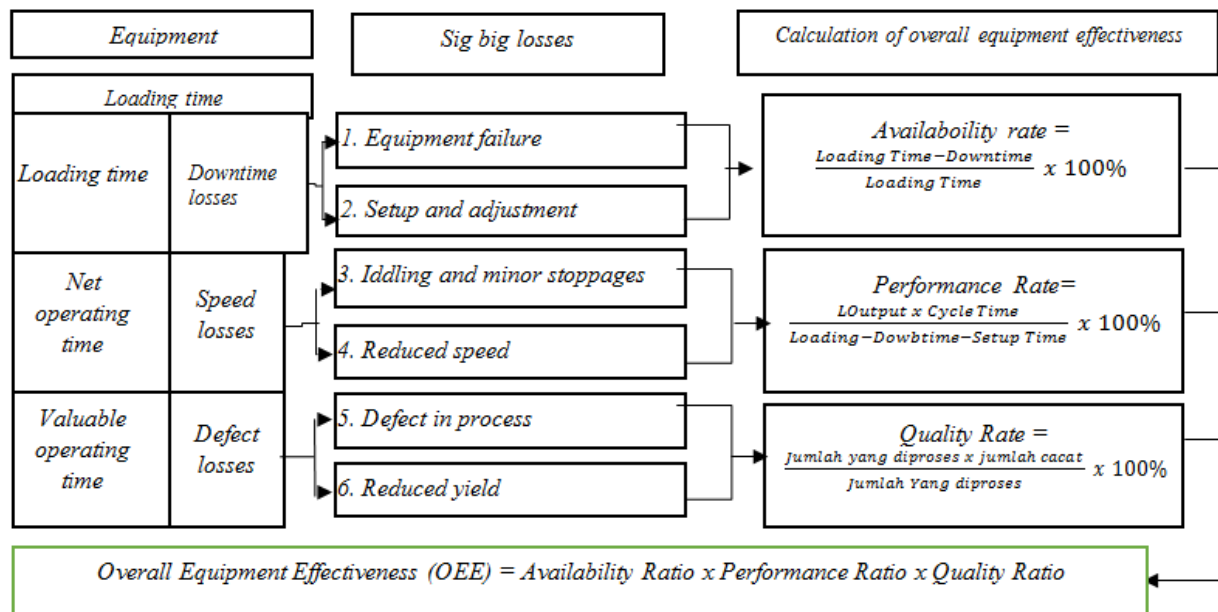 Equipment
Sig big losses
Calculation of overall equipment effectiveness
Loading time
Loading time
Downtime
losses
1. Equipment failure
2. Setup and adjustment
Availaboility rate =
Loading Time−Downtime
Loading Time
x 100%
Net
operating
time
Speed
losses
3. Iddling and minor stoppages
4. Reduced speed
Performance Rate=
LOutput x Cycle Time
Loading−Dowbtime−Setup Time
x 100%
Valuable
operating
time
Defect
losses
5. Defect in process
6. Reduced yield
Quality Rate =
Jumlah yang diproses x jumlah cacat
Jumlah Yang diproses
x 100%
Overall Equipment Effectiveness (OEE) = Availability Ratio x Performance Ratio x Quality Ratio